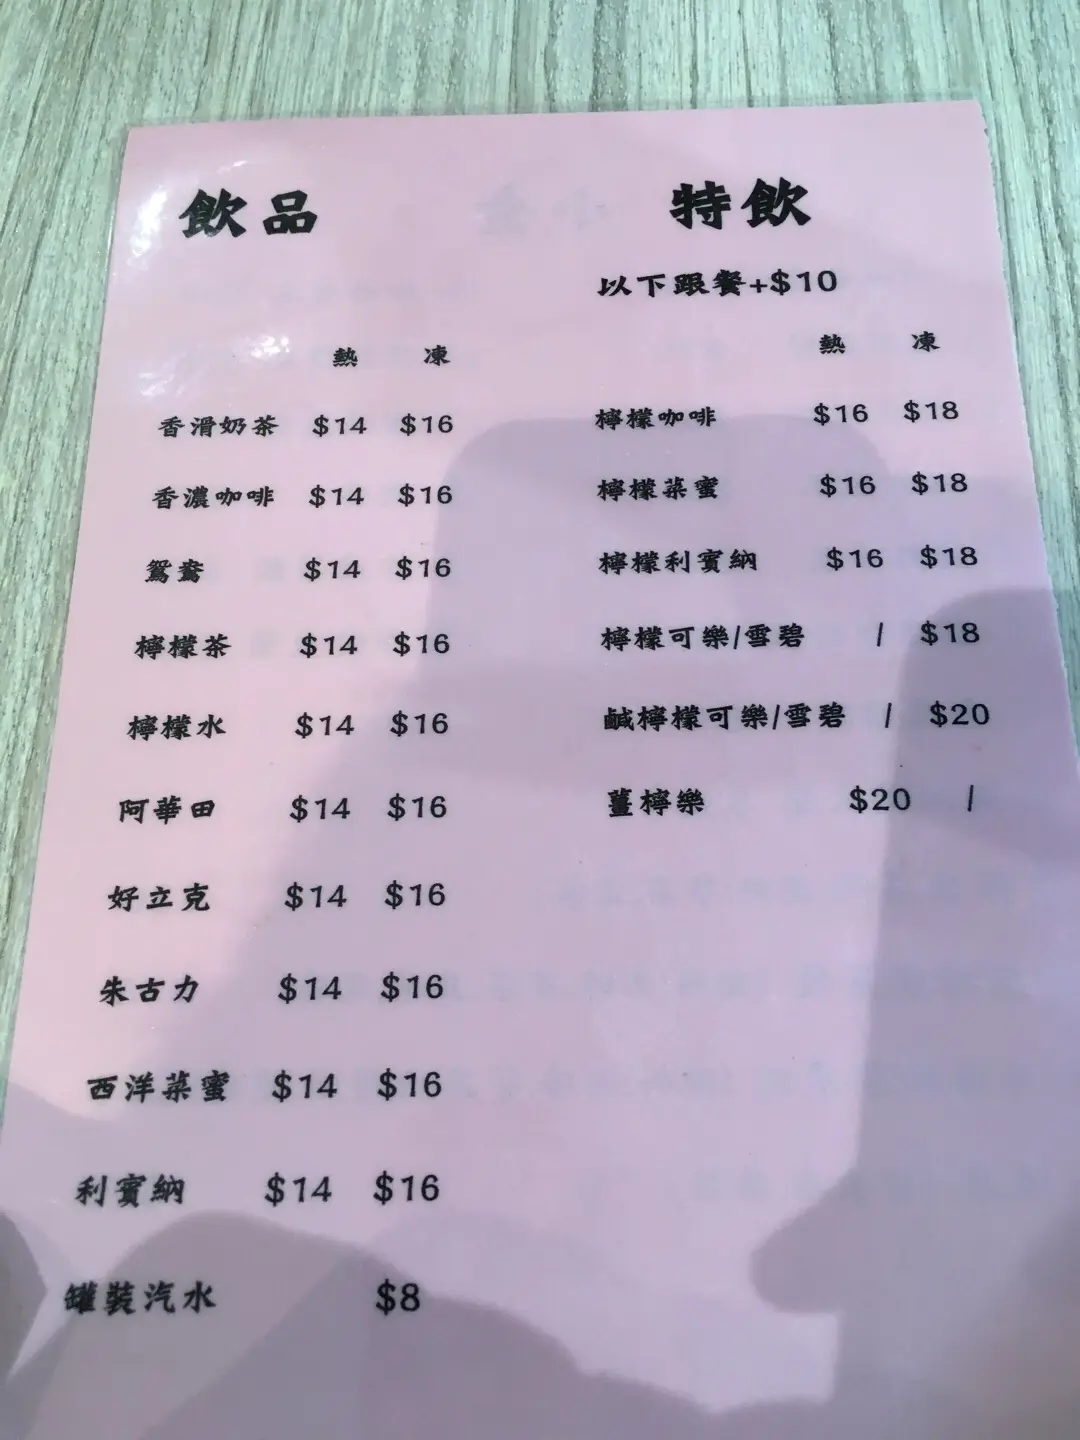 飲品
熱 凍
香滑奶茶 $14 $16
香濃咖啡 $14 $16
鴛鴦 $14 $16
檸檬茶 $14 $16
檸檬水 $14 $16
阿華田 $14 $16
好立克 $14 $16
朱古力 $14 $16
西洋菜蜜 $14 $16
利賓納 $14 $16
罐裝汽水 $8
特飲
以下跟餐+$10
熱 凍
檸檬咖啡 $16 $18
檸檬菜蜜 $16 $18
檸檬利賓納 $16 $18
檸檬可樂/雪碧 / $18
鹹檸檬可樂/雪碧 / $20
薑檸樂 $20 /